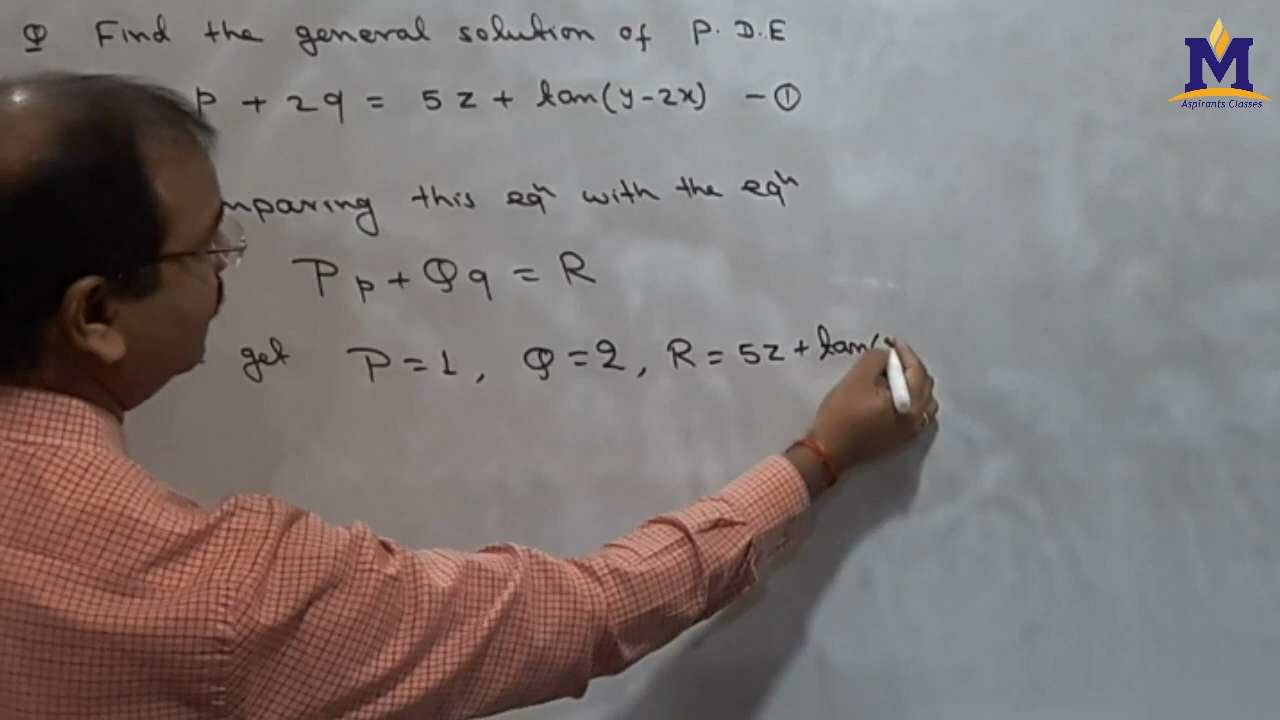 Q Find the general solution of P.D.E
p + 2q = 5z + tan(y-2x) - ①
mparing this eqⁿ with the eqⁿ
Pp + Qq = R
get P = 1, Q = 2, R = 5z + tan(
M
Aspirants Classes